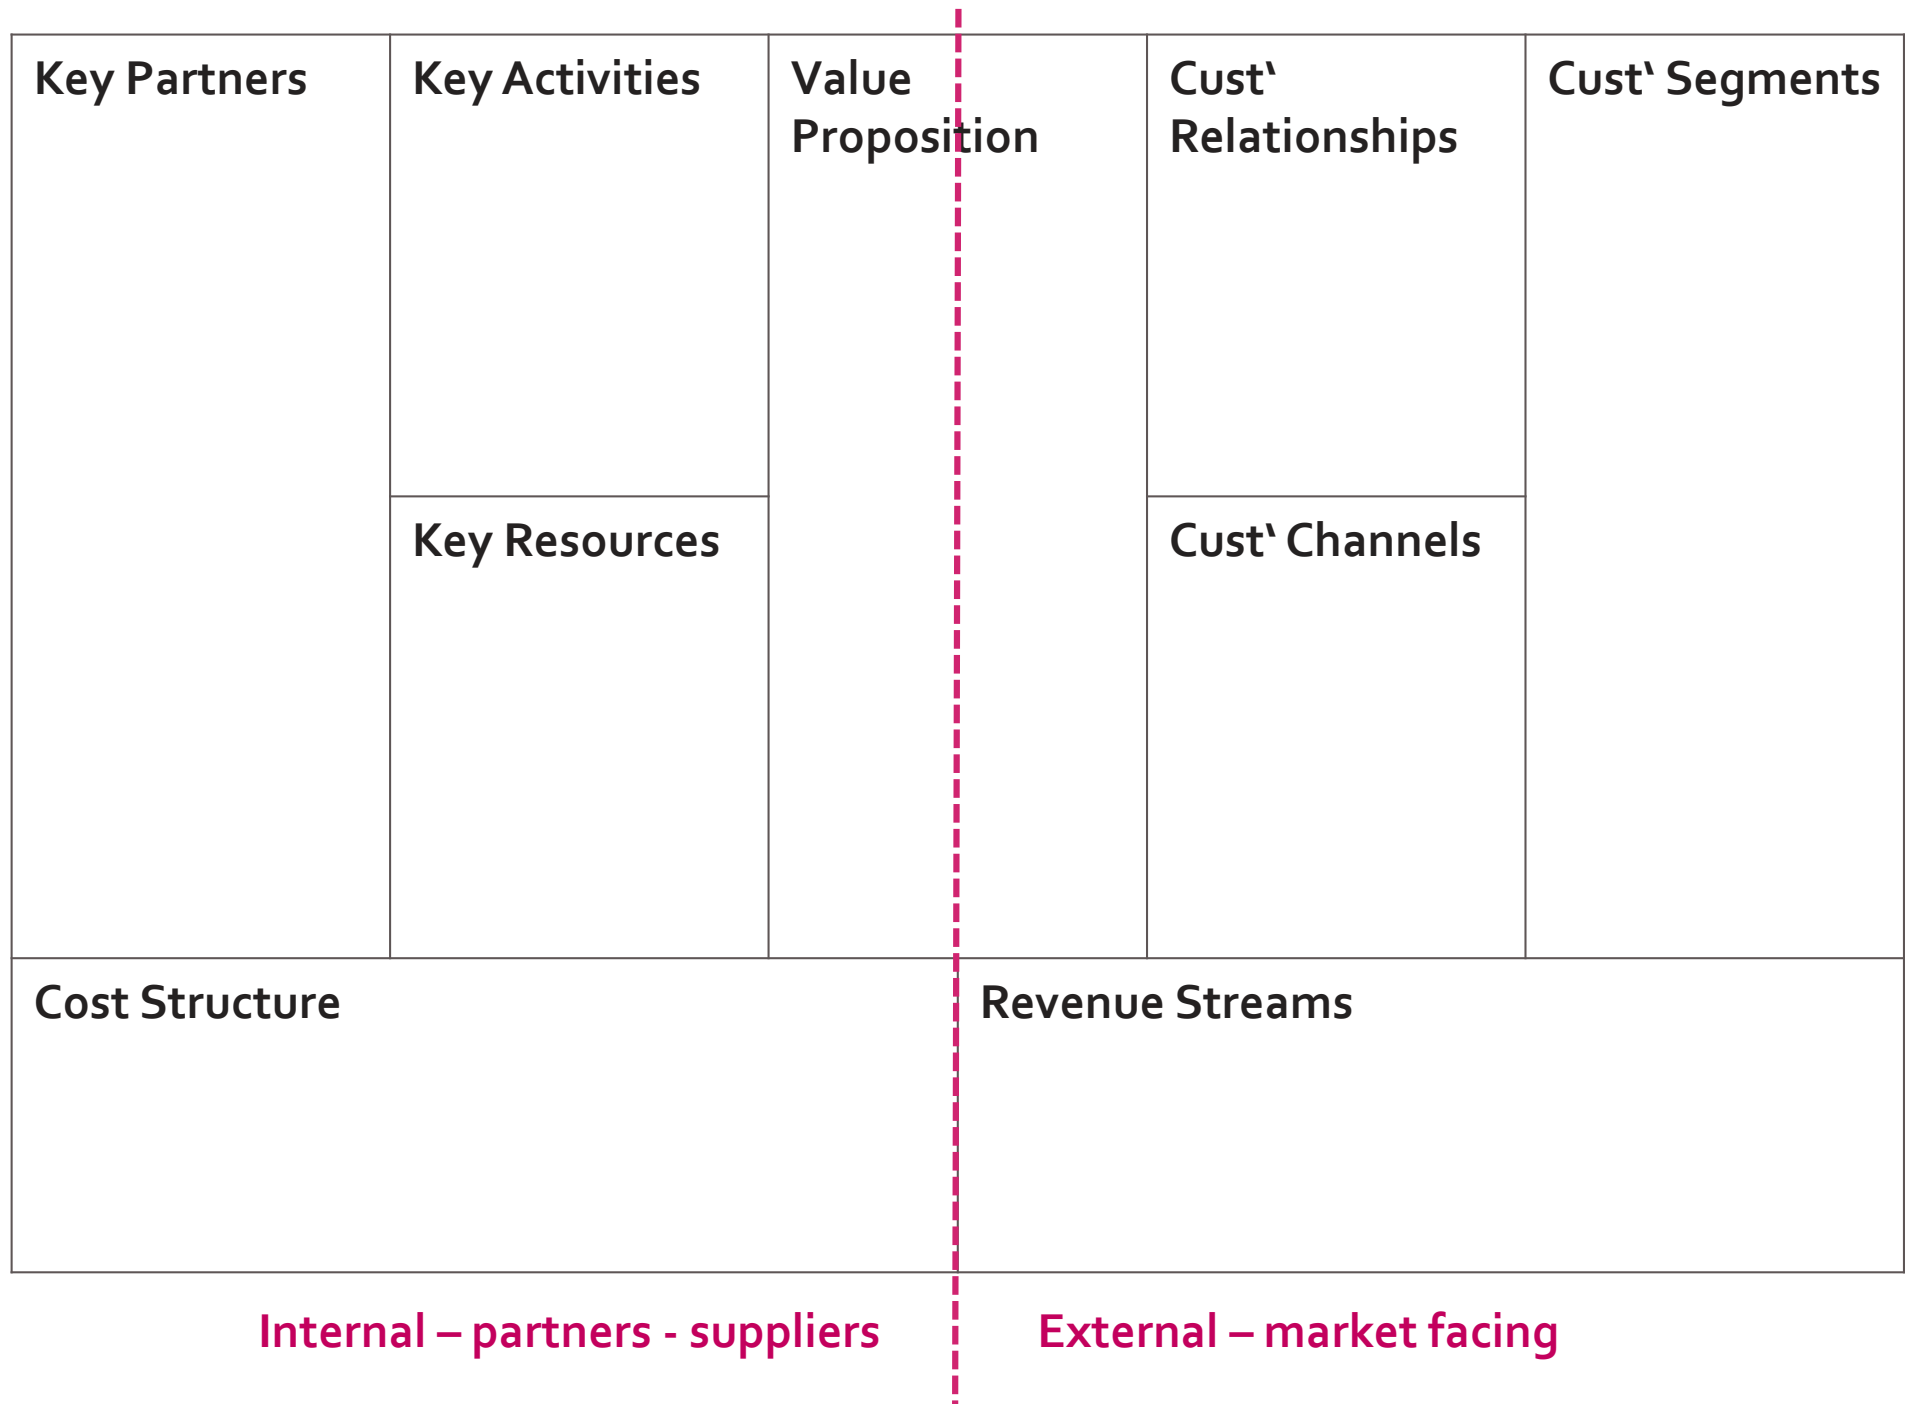 Key Partners
Key Activities
Value
Proposition
Cust‘
Relationships
Cust‘ Segments
Key Resources
Cust‘ Channels
Cost Structure
Revenue Streams
Internal – partners - suppliers
External – market facing